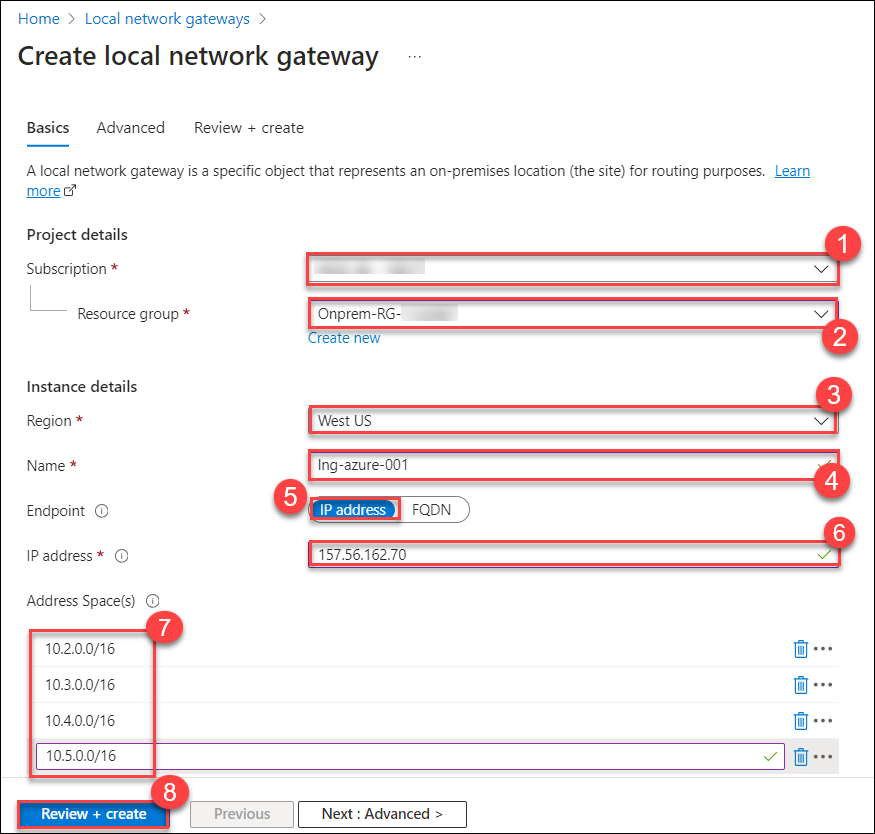 Home > Local network gateways >
Create local network gateway ...
Basics Advanced Review + create
A local network gateway is a specific object that represents an on-premises location (the site) for routing purposes. Learn
more
Project details
1
Subscription *
Resource group * Onprem-RG-
2
Create new
Instance details
3
Region * West US
Name * lng-azure-001
4
5
Endpoint IP address FQDN
6
IP address * 157.56.162.70
Address Space(s)
7
10.2.0.0/16
10.3.0.0/16
10.4.0.0/16
10.5.0.0/16
8
Review + create Previous Next : Advanced >